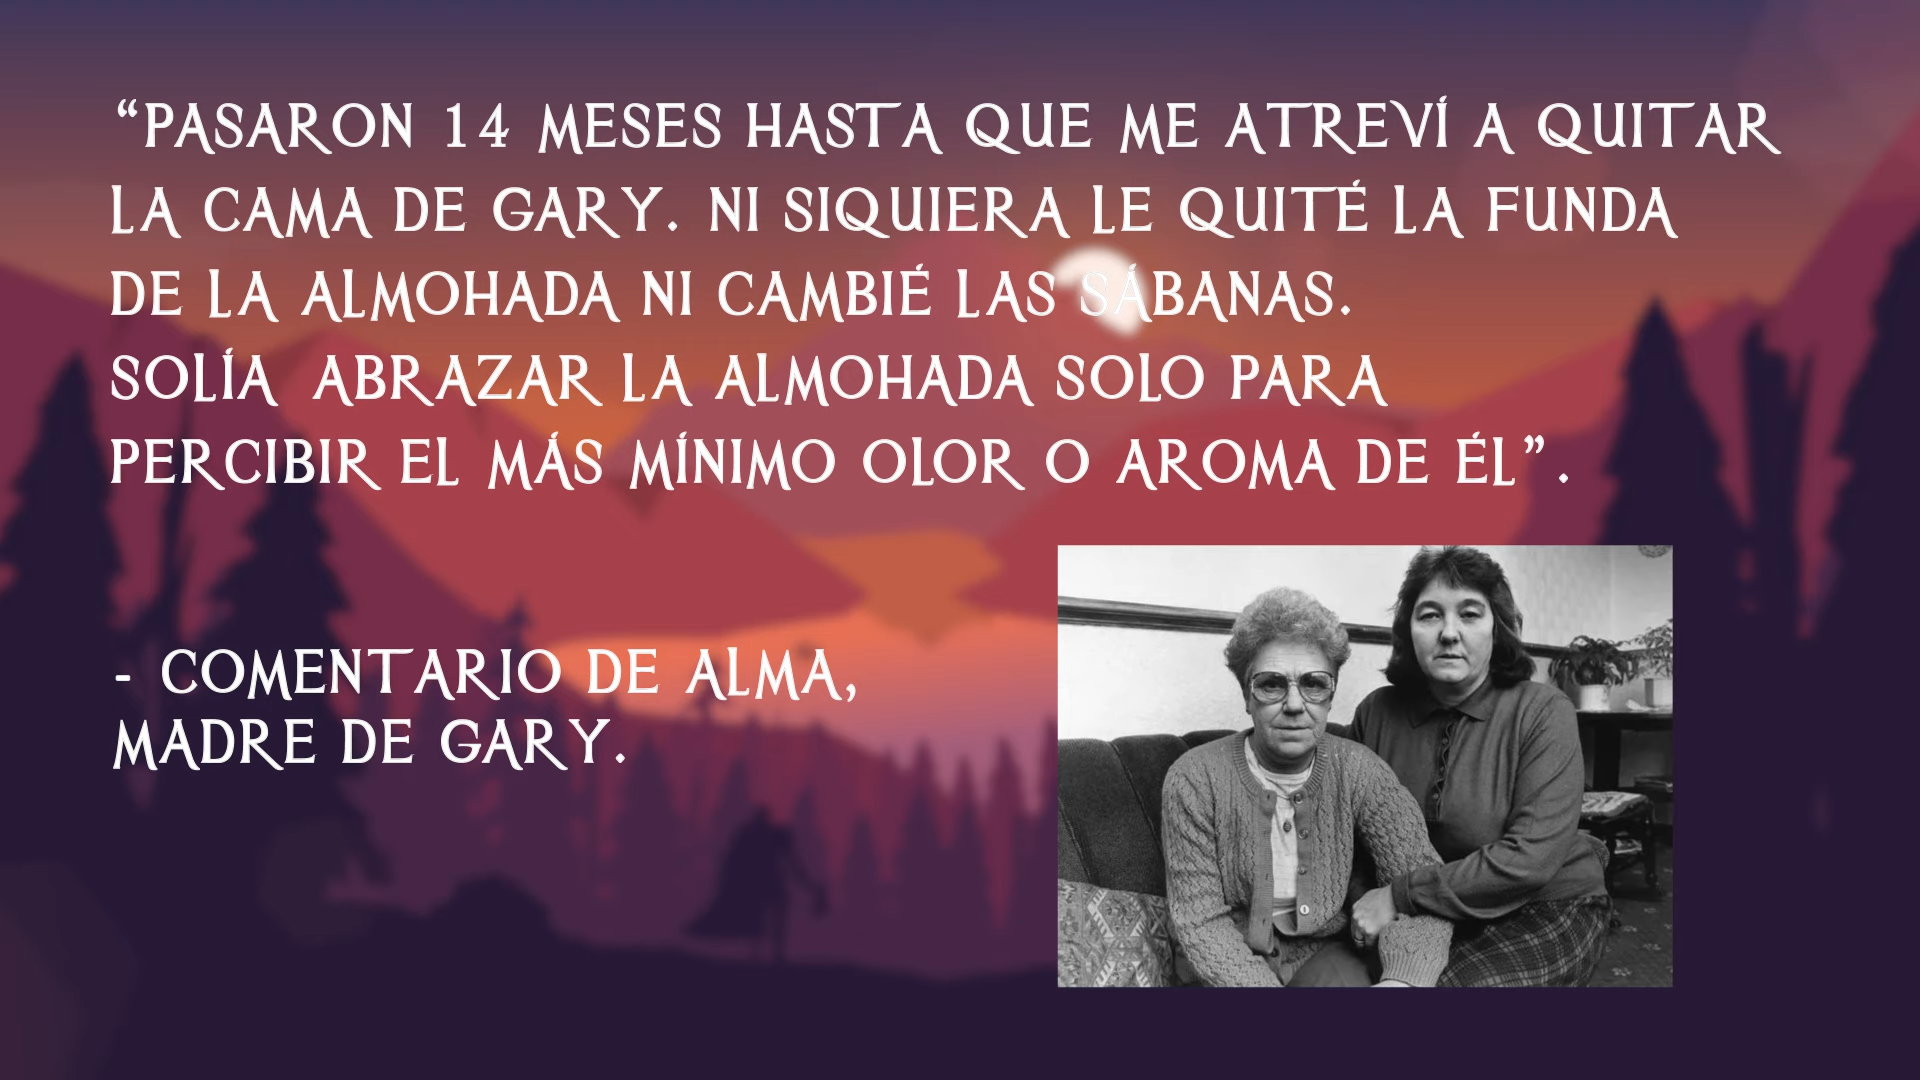 “PASARON 14 MESES HASTA QUE ME ATREVÍ A QUITAR
LA CAMA DE GARY. NI SIQUIERA LE QUITÉ LA FUNDA
DE LA ALMOHADA NI CAMBIÉ LAS SÁBANAS.
SOLÍA ABRAZAR LA ALMOHADA SOLO PARA
PERCIBIR EL MÁS MÍNIMO OLOR O AROMA DE ÉL”.
- COMENTARIO DE ALMA,
MADRE DE GARY.